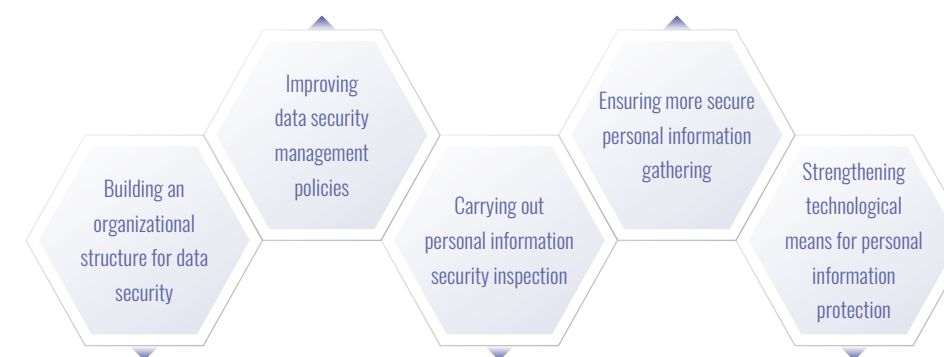 Building an
organizational
structure for data
security
Improving
data security
management
policies
Carrying out
personal information
security inspection
Ensuring more secure
personal information
gathering
Strengthening
technological
means for personal
information
protection